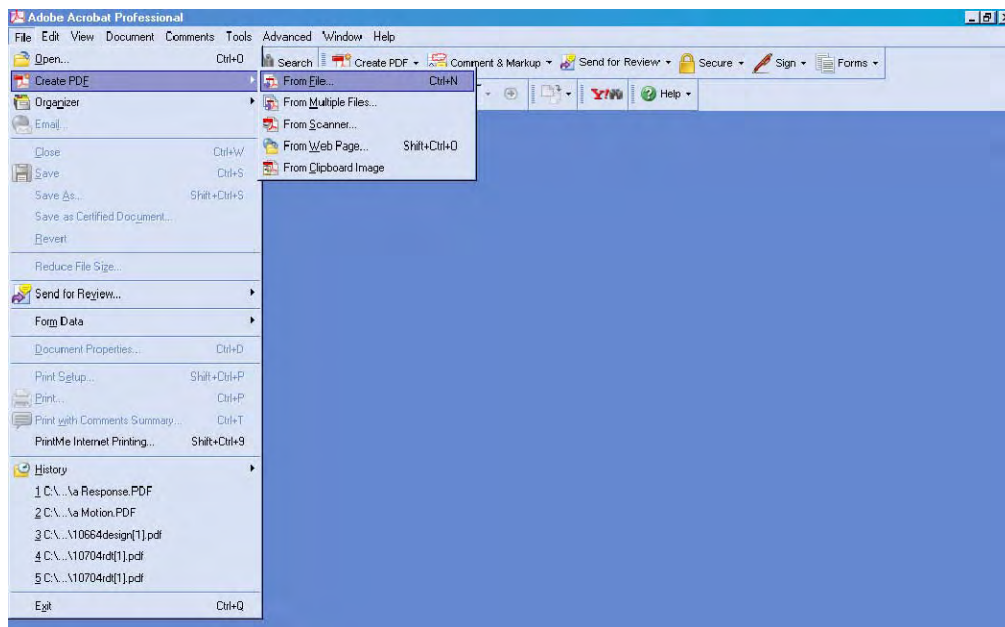 Adobe Acrobat Professional
File Edit View Document Comments Tools Advanced Window Help
Open... Ctrl+O
Search Create PDF Comment & Markup Send for Review Secure Sign Forms
Create PDF
From File... Ctrl+N
Y! Help
Organizer
From Multiple Files...
Email...
From Scanner...
Close Ctrl+W
From Web Page... Shift+Ctrl+O
Save Ctrl+S
From Clipboard Image
Save As... Shift+Ctrl+S
Save as Certified Document...
Revert
Reduce File Size...
Send for Review...
Form Data
Document Properties... Ctrl+D
Print Setup... Shift+Ctrl+P
Print... Ctrl+P
Print with Comments Summary... Ctrl+T
PrintMe Internet Printing... Shift+Ctrl+9
History
1 C:\...\a Response.PDF
2 C:\...\a Motion.PDF
3 C:\...\10664design[1].pdf
4 C:\...\10704rdt[1].pdf
5 C:\...\10704rdt[1].pdf
Exit Ctrl+Q